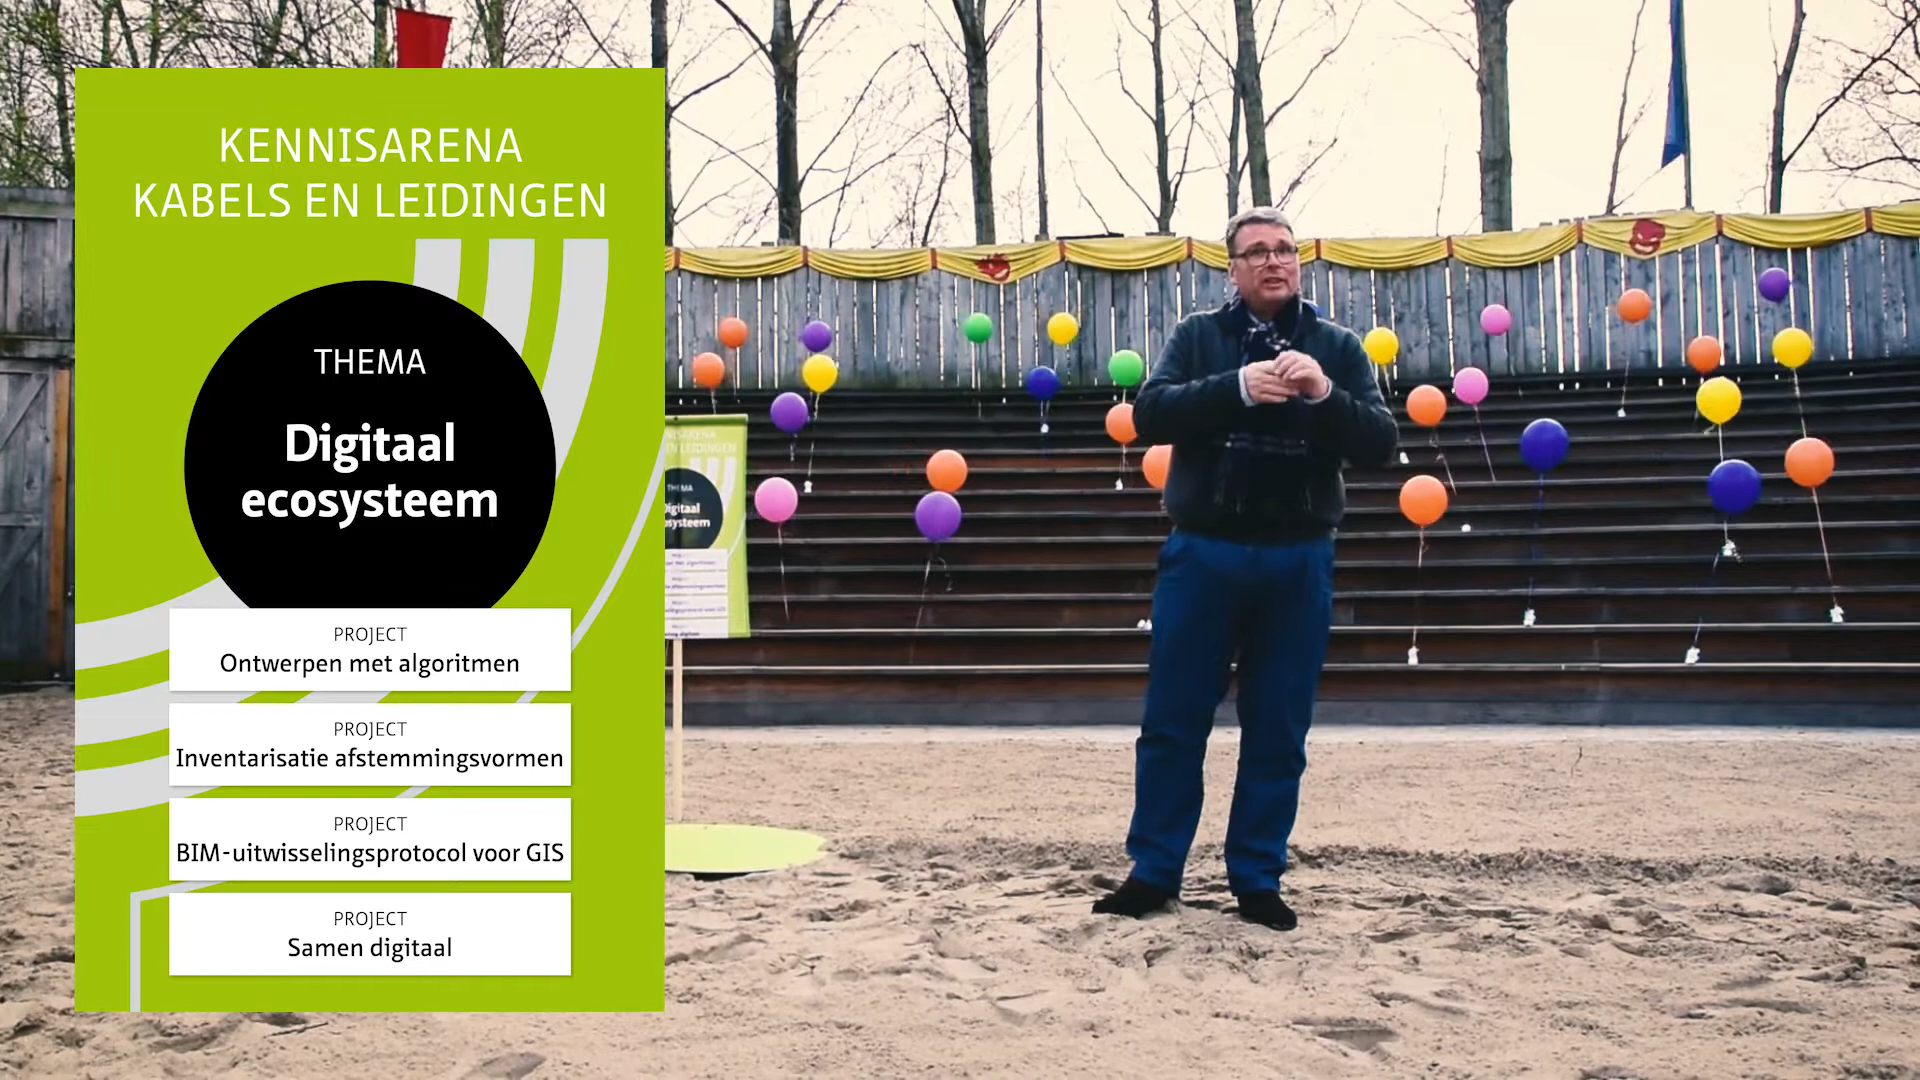 KENNISARENA
KABELS EN LEIDINGEN
THEMA
Digitaal
ecosysteem
PROJECT
Ontwerpen met algoritmen
PROJECT
Inventarisatie afstemmingsvormen
PROJECT
BIM-uitwisselingsprotocol voor GIS
PROJECT
Samen digitaal
THEMA